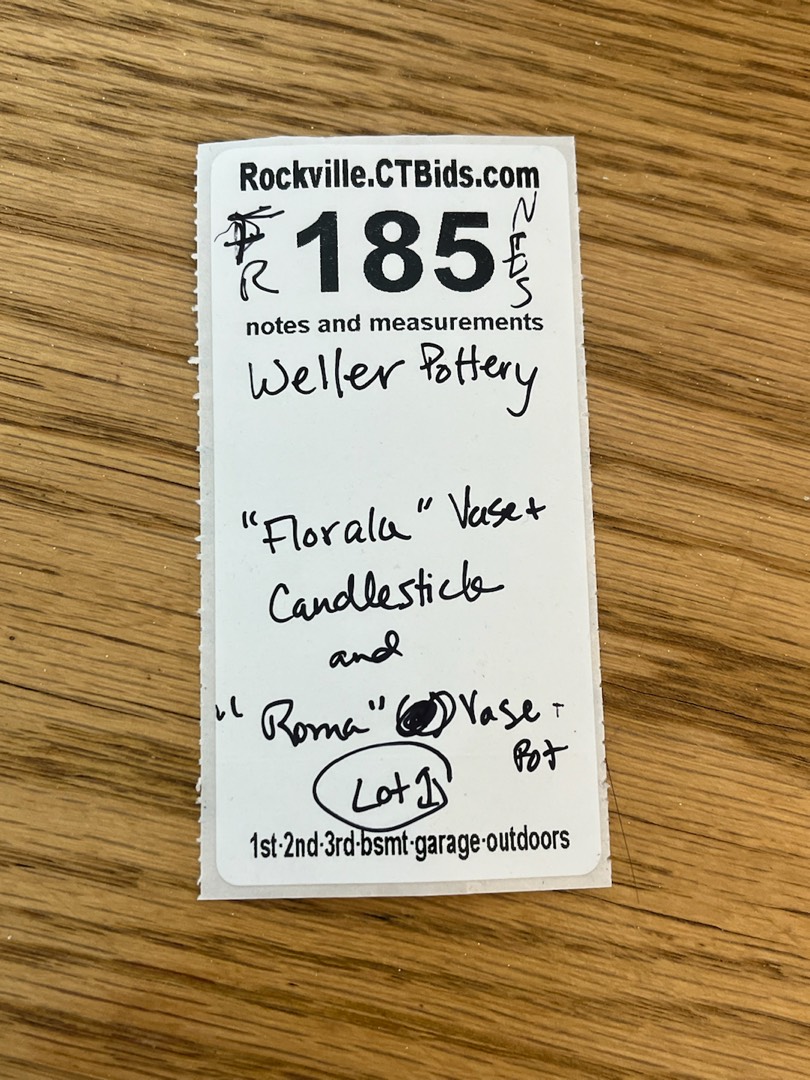 Rockville.CTBids.com
R 185
notes and measurements
Weller Pottery
"Florala" Vase +
Candlestick
and
"Roma" Vase +
Pot
Lot 1
1st·2nd·3rd·bsmt·garage·outdoors